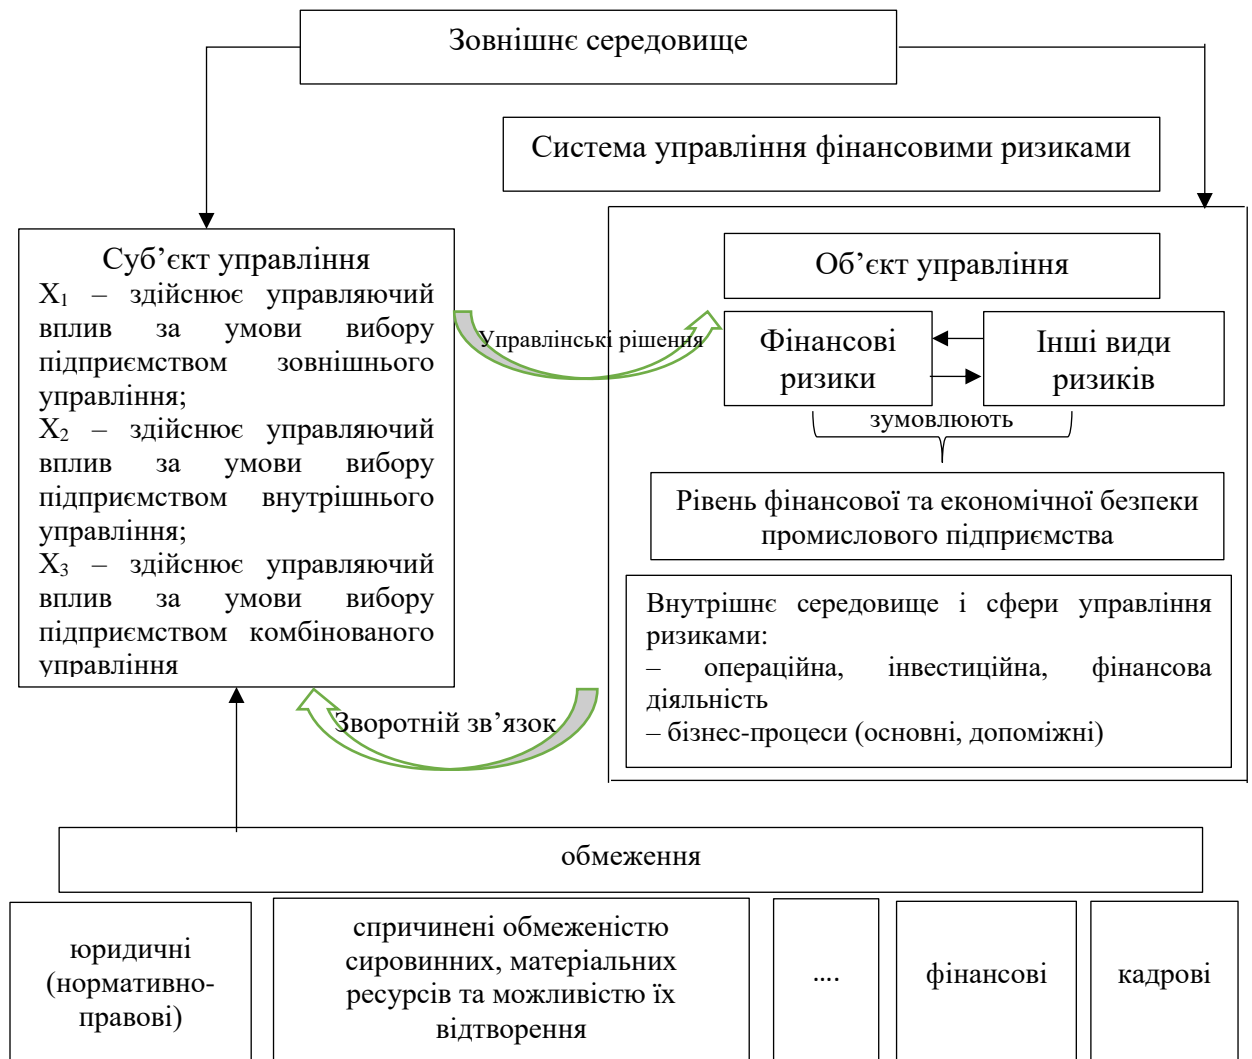 Зовнішнє середовище
Система управління фінансовими ризиками
Суб’єкт управління
X₁ – здійснює управляючий
вплив за умови вибору
підприємством зовнішнього
управління;
X₂ – здійснює управляючий
вплив за умови вибору
підприємством внутрішнього
управління;
X₃ – здійснює управляючий
вплив за умови вибору
підприємством комбінованого
управління
Управлінські рішення
Об’єкт управління
Фінансові
ризики
Інші види
ризиків
зумовлюють
Рівень фінансової та економічної безпеки
промислового підприємства
Внутрішнє середовище і сфери управління
ризиками:
– операційна, інвестиційна, фінансова
діяльність
– бізнес-процеси (основні, допоміжні)
Зворотній зв’язок
обмеження
юридичні
(нормативно-
правові)
спричинені обмеженістю
сировинних, матеріальних
ресурсів та можливістю їх
відтворення
....
фінансові
кадрові